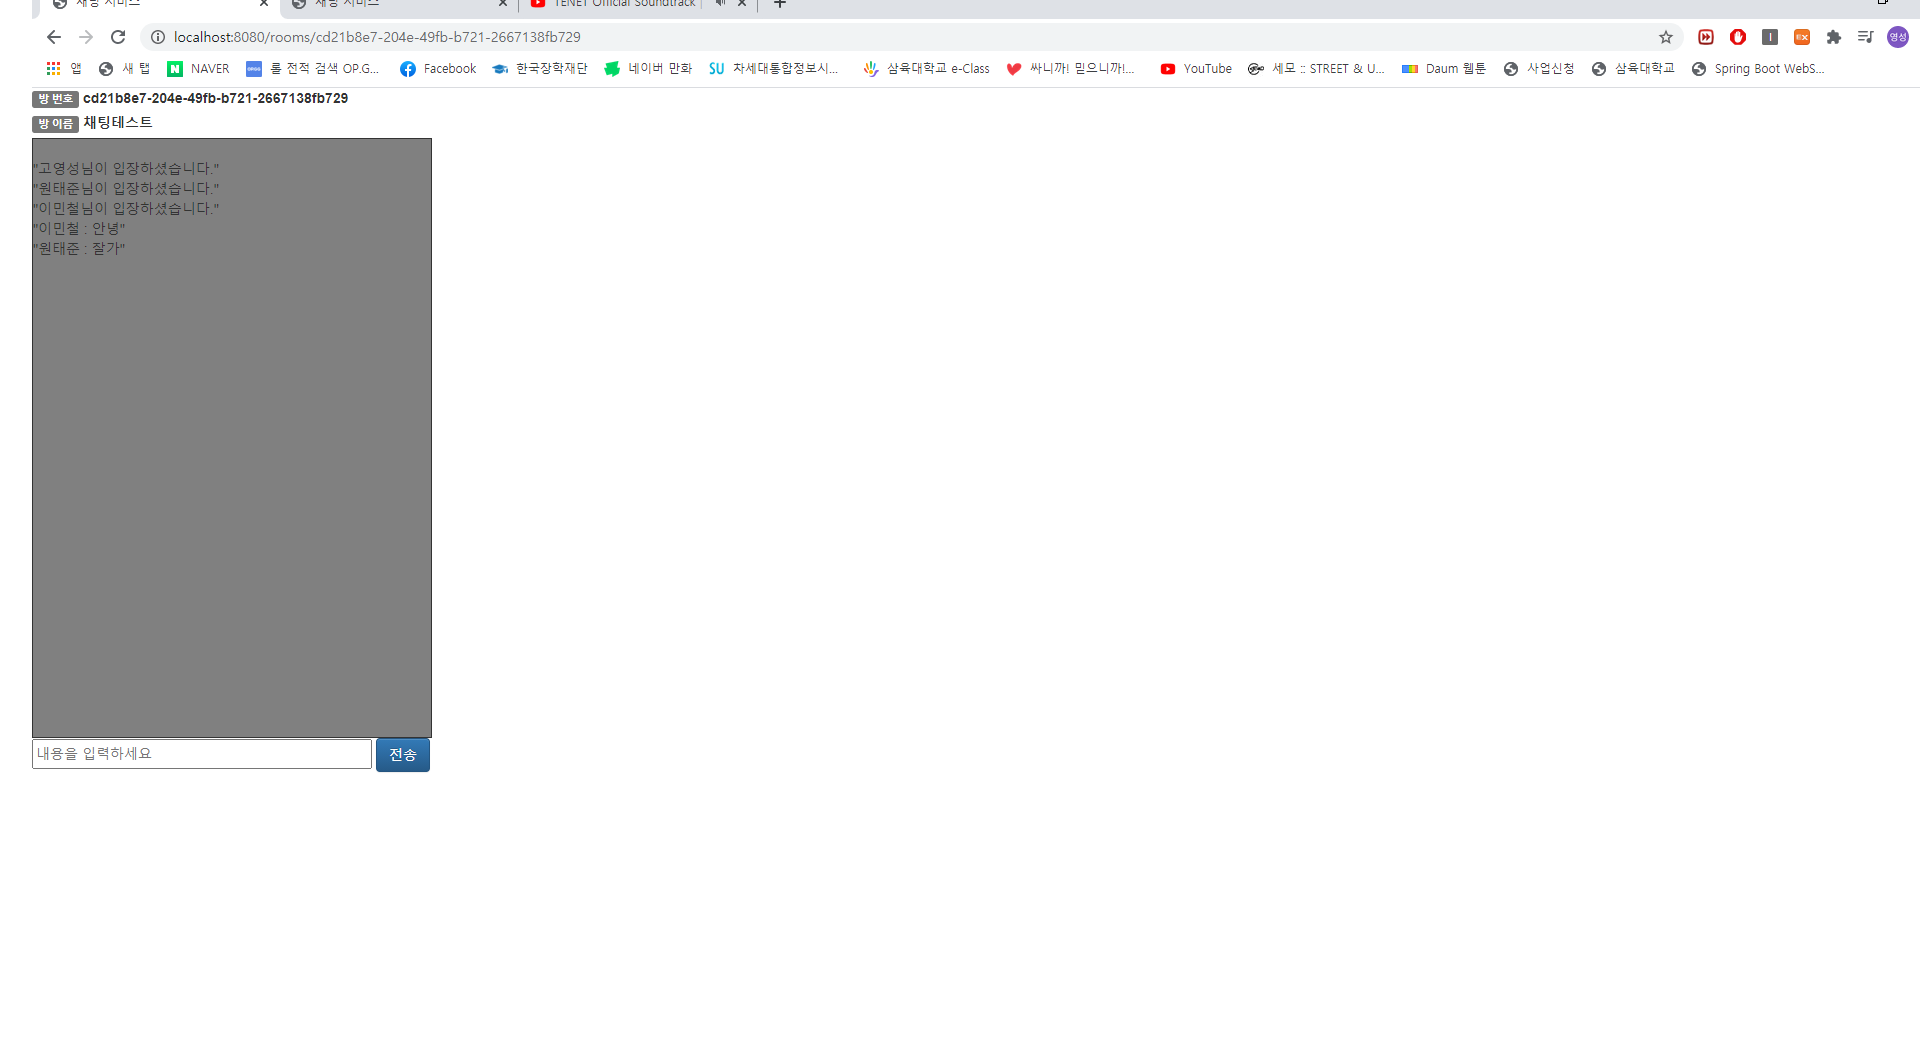 채팅 서비스
채팅 서비스
TENET Official Soundtrack
localhost:8080/rooms/cd21b8e7-204e-49fb-b721-2667138fb729
영성
앱 새 탭 NAVER 롤 전적 검색 OP.G... Facebook 한국장학재단 네이버 만화 SU 차세대통합정보시... 삼육대학교 e-Class 싸니까! 믿으니까!... YouTube 세모 :: STREET & U... Daum 웹툰 사업신청 삼육대학교 Spring Boot WebS...
방 번호 cd21b8e7-204e-49fb-b721-2667138fb729
방 이름 채팅테스트
"고영성님이 입장하셨습니다."
"원태준님이 입장하셨습니다."
"이민철님이 입장하셨습니다."
"이민철 : 안녕"
"원태준 : 잘가"
내용을 입력하세요 전송